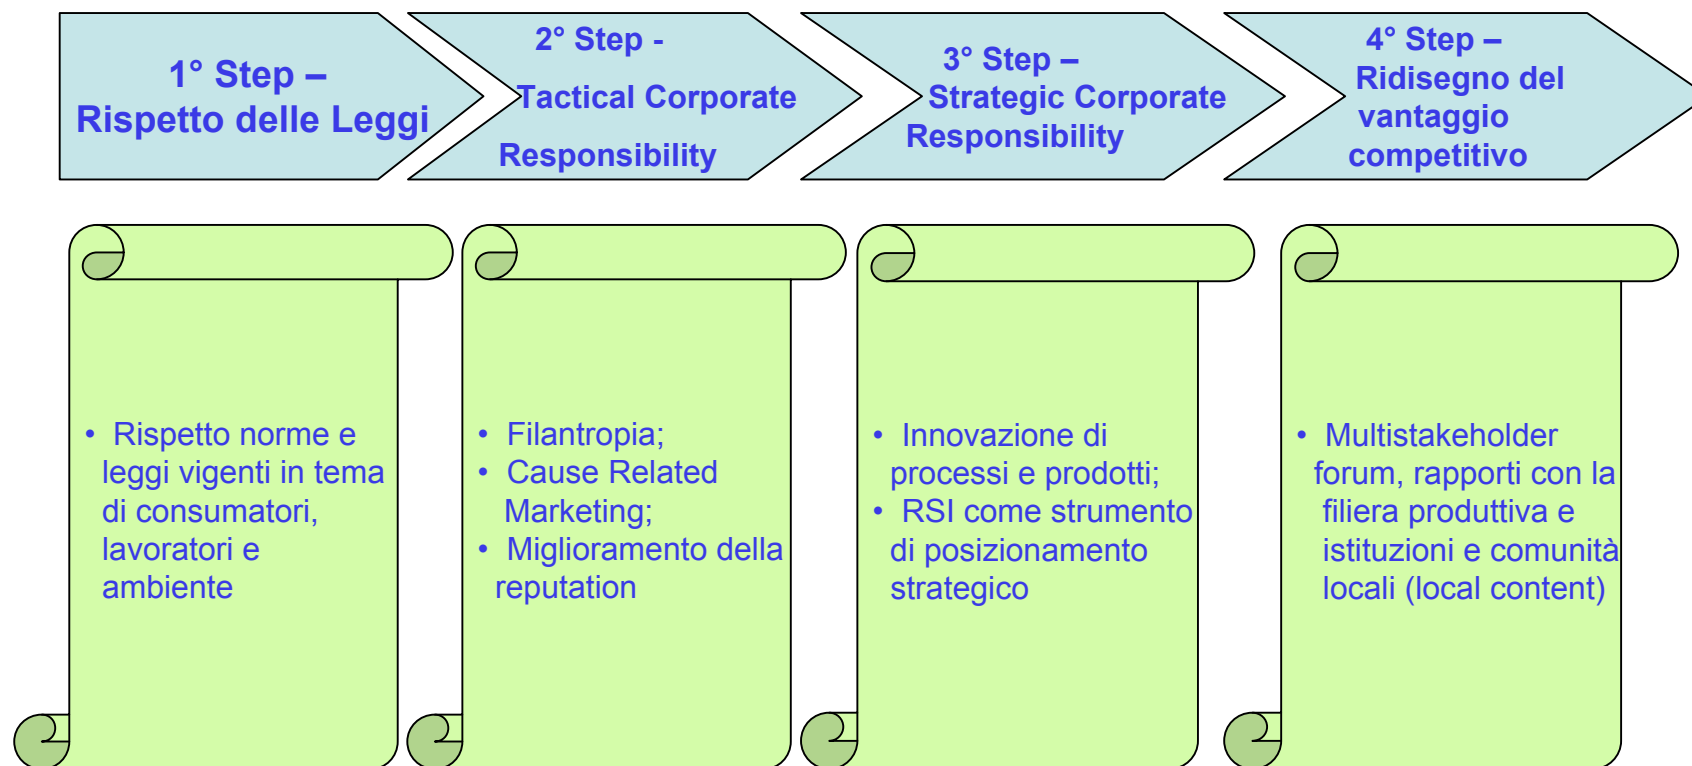 1° Step –
Rispetto delle Leggi
2° Step -
Tactical Corporate
Responsibility
3° Step –
Strategic Corporate
Responsibility
4° Step –
Ridisegno del
vantaggio
competitivo
• Rispetto norme e
leggi vigenti in tema
di consumatori,
lavoratori e
ambiente
• Filantropia;
• Cause Related
Marketing;
• Miglioramento della
reputation
• Innovazione di
processi e prodotti;
• RSI come strumento
di posizionamento
strategico
• Multistakeholder
forum, rapporti con la
filiera produttiva e
istituzioni e comunità
locali (local content)